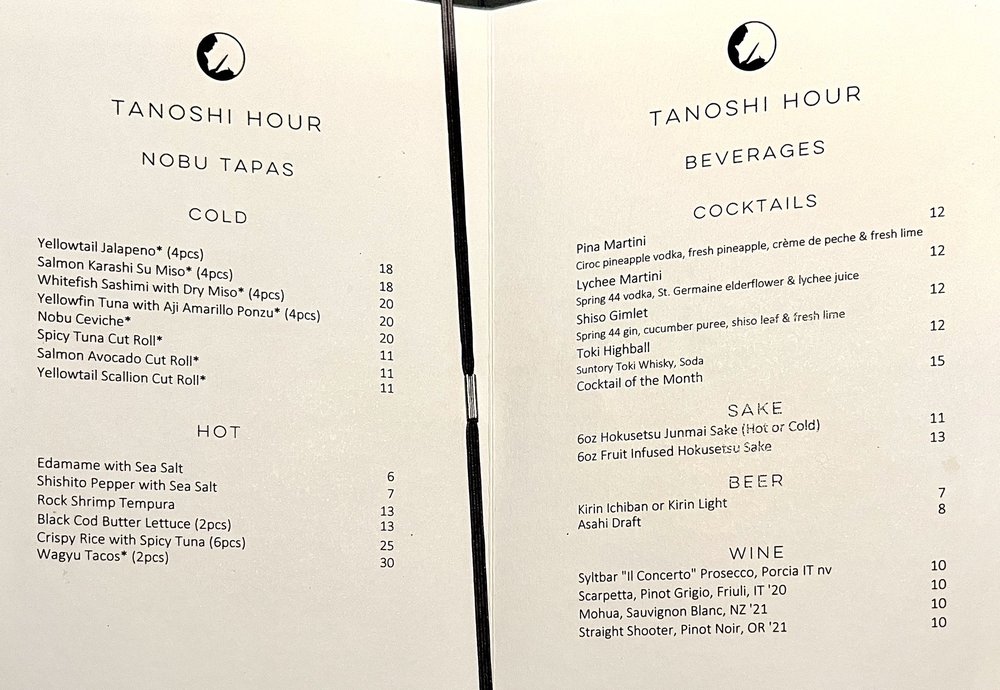 TANOSHI HOUR
NOBU TAPAS
COLD
Yellowtail Jalapeno* (4pcs) 18
Salmon Karashi Su Miso* (4pcs) 18
Whitefish Sashimi with Dry Miso* (4pcs) 20
Yellowfin Tuna with Aji Amarillo Ponzu* (4pcs) 20
Nobu Ceviche* 20
Spicy Tuna Cut Roll* 11
Salmon Avocado Cut Roll* 11
Yellowtail Scallion Cut Roll* 11
HOT
Edamame with Sea Salt 6
Shishito Pepper with Sea Salt 7
Rock Shrimp Tempura 13
Black Cod Butter Lettuce (2pcs) 13
Crispy Rice with Spicy Tuna (6pcs) 25
Wagyu Tacos* (2pcs) 30
TANOSHI HOUR
BEVERAGES
COCKTAILS
Pina Martini 12
Ciroc pineapple vodka, fresh pineapple, crème de peche & fresh lime
Lychee Martini 12
Spring 44 vodka, St. Germaine elderflower & lychee juice
Shiso Gimlet 12
Spring 44 gin, cucumber puree, shiso leaf & fresh lime
Toki Highball 12
Suntory Toki Whisky, Soda
Cocktail of the Month 15
SAKE
6oz Hokusetsu Junmai Sake (Hot or Cold) 11
6oz Fruit Infused Hokusetsu Sake 13
BEER
Kirin Ichiban or Kirin Light 7
Asahi Draft 8
WINE
Syltbar "Il Concerto" Prosecco, Porcia IT nv 10
Scarpetta, Pinot Grigio, Friuli, IT '20 10
Mohua, Sauvignon Blanc, NZ '21 10
Straight Shooter, Pinot Noir, OR '21 10